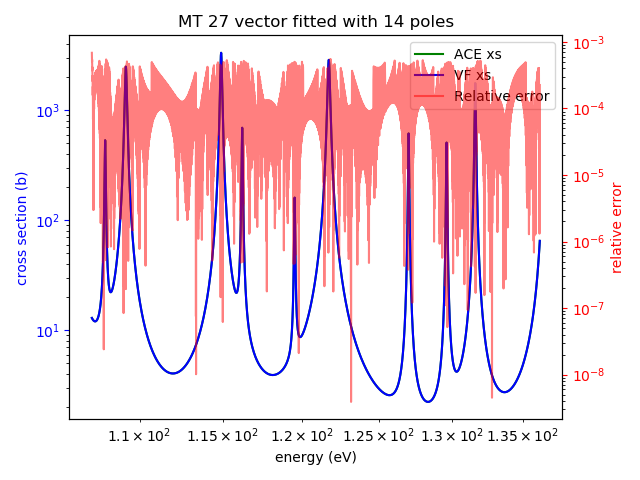 MT 27 vector fitted with 14 poles
ACE xs
VF xs
Relative error
cross section (b)
10³
10²
10¹
10⁻³
10⁻⁴
10⁻⁵
10⁻⁶
10⁻⁷
10⁻⁸
relative error
1.1 × 10² 1.15 × 10² 1.2 × 10² 1.25 × 10² 1.3 × 10² 1.35 × 10²
energy (eV)